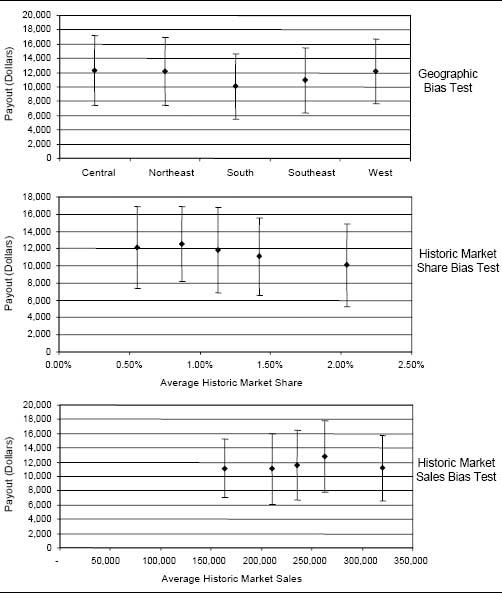 20,000
18,000
16,000
14,000
12,000
10,000
8,000
6,000
4,000
2,000
0
Payout (Dollars)
Central Northeast South Southeast West
Geographic
Bias Test
18,000
16,000
14,000
12,000
10,000
8,000
6,000
4,000
2,000
0
Payout (Dollars)
0.00% 0.50% 1.00% 1.50% 2.00% 2.50%
Average Historic Market Share
Historic Market
Share Bias Test
20,000
18,000
16,000
14,000
12,000
10,000
8,000
6,000
4,000
2,000
0
Payout (Dollars)
- 50,000 100,000 150,000 200,000 250,000 300,000 350,000
Average Historic Market Sales
Historic Market
Sales Bias Test